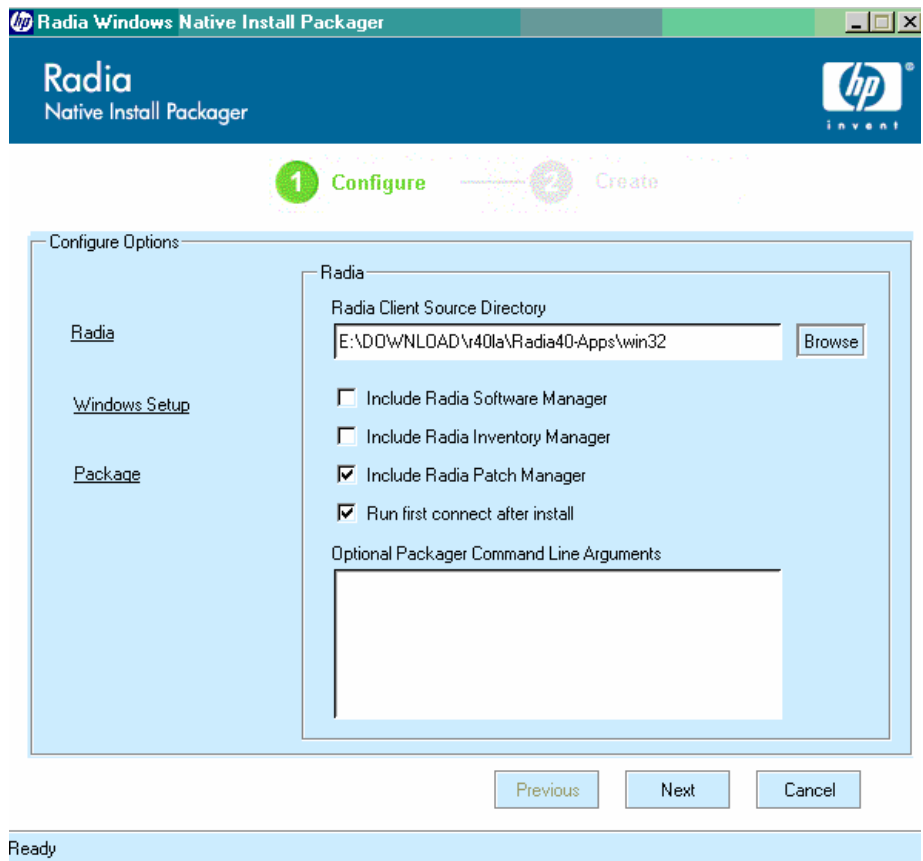 Radia Windows Native Install Packager
Radia
Native Install Packager
hp
invent
1 Configure 2 Create
Configure Options
Radia
Windows Setup
Package
Radia
Radia Client Source Directory
E:\DOWNLOAD\r40la\Radia40-Apps\win32 Browse
Include Radia Software Manager
Include Radia Inventory Manager
Include Radia Patch Manager
Run first connect after install
Optional Packager Command Line Arguments
Previous Next Cancel
Ready